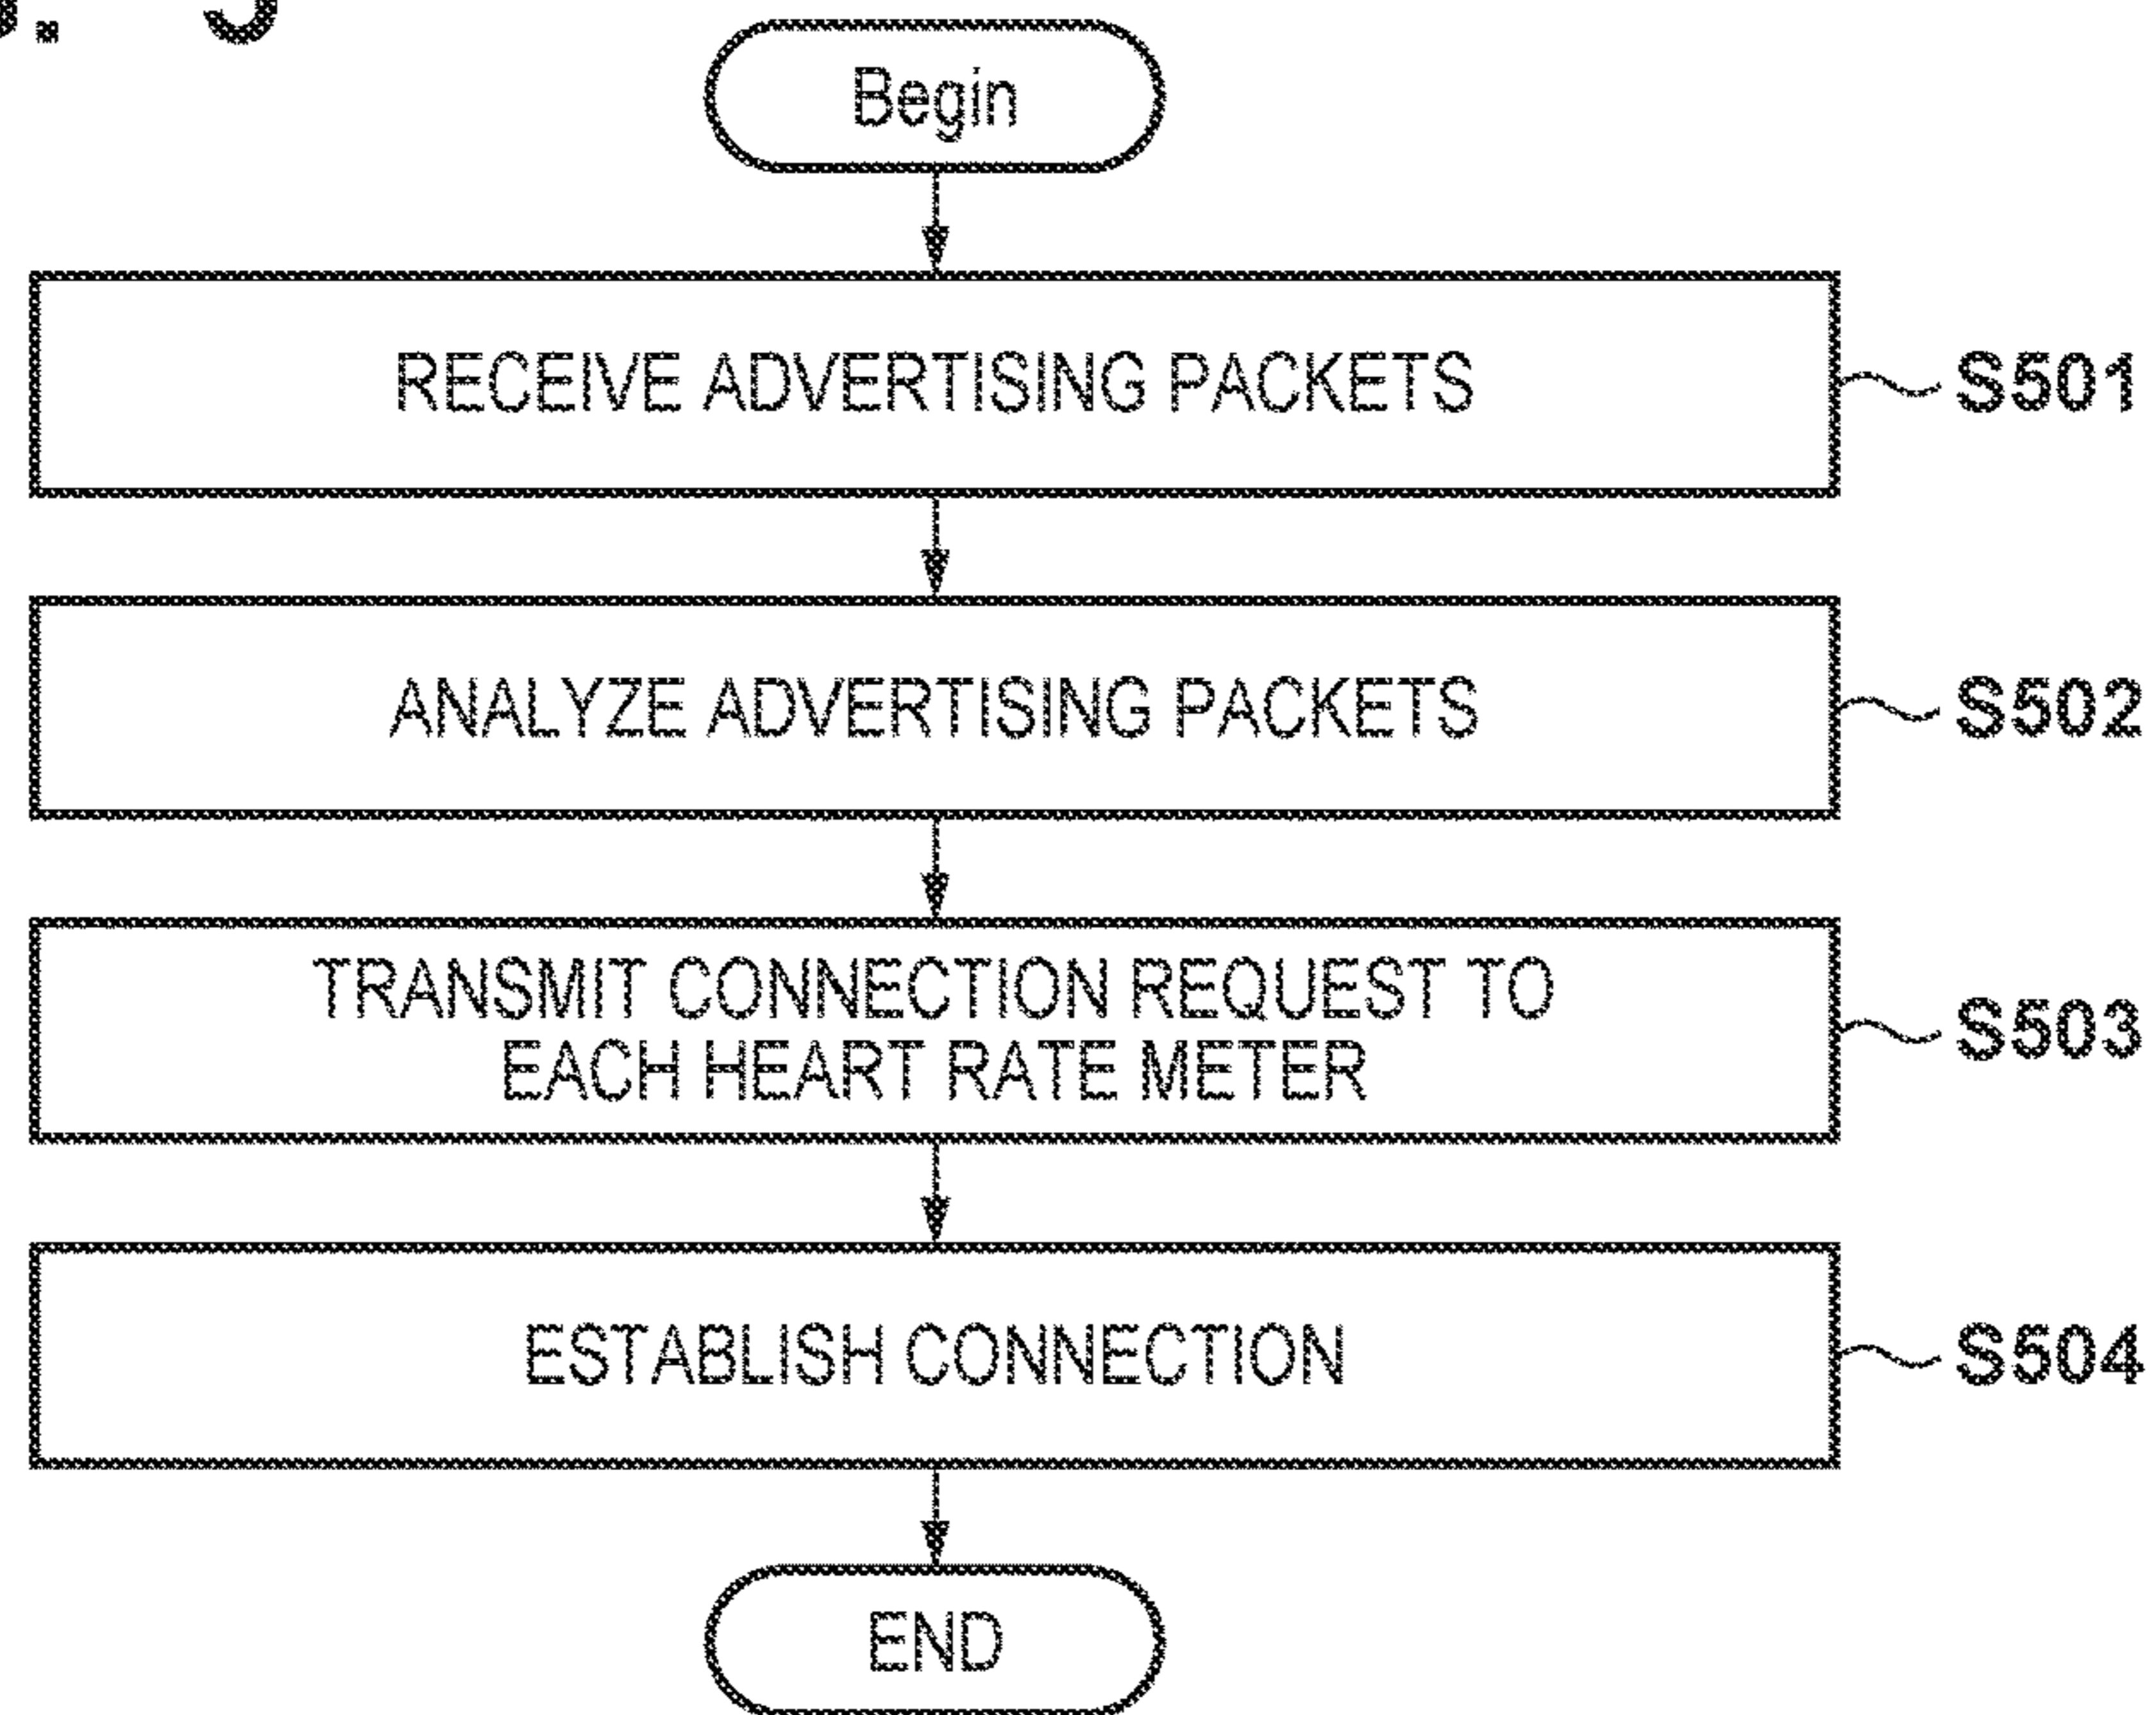 Begin
RECEIVE ADVERTISING PACKETS
S501
ANALYZE ADVERTISING PACKETS
S502
TRANSMIT CONNECTION REQUEST TO
EACH HEART RATE METER
S503
ESTABLISH CONNECTION
S504
END